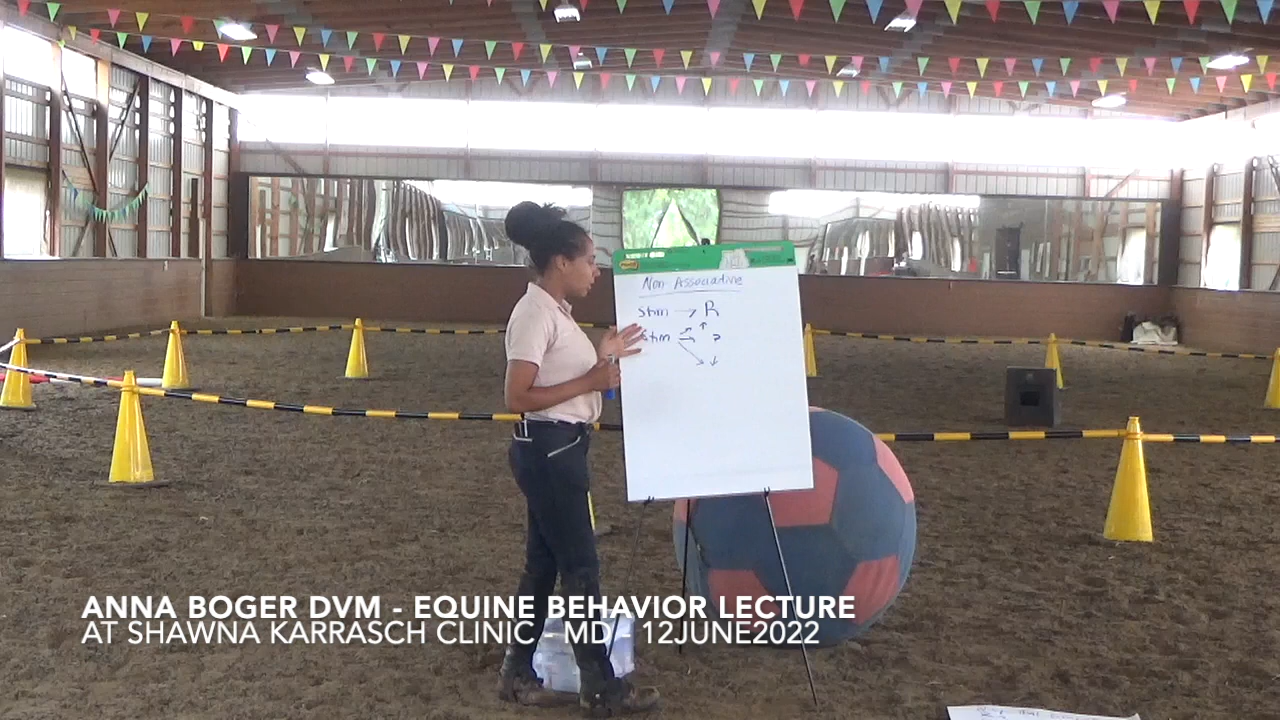 Non Associative
Stim → R
Stim ⇉ ↑ ?
↓
ANNA BOGER DVM - EQUINE BEHAVIOR LECTURE
AT SHAWNA KARRASCH CLINIC - MD - 12JUNE2022